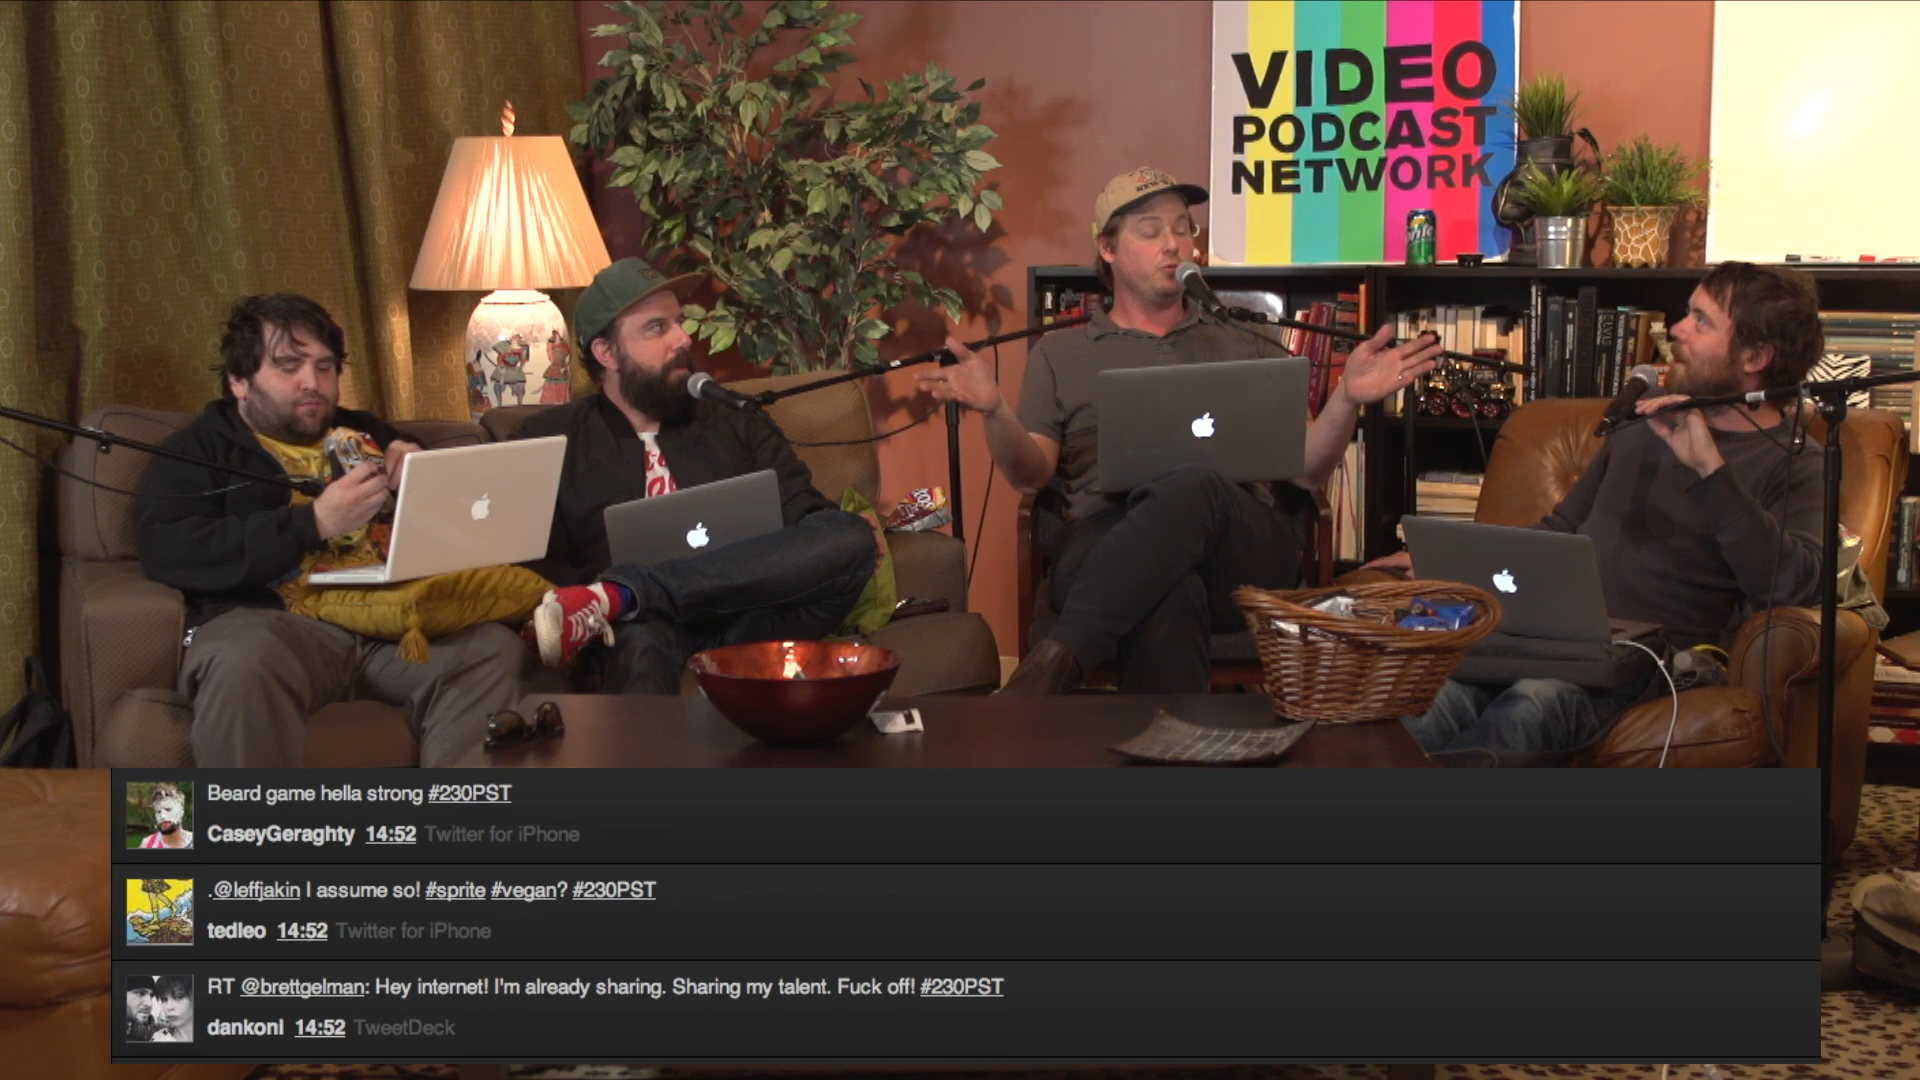 VIDEO
PODCAST
NETWORK
Sprite
Beard game hella strong #230PST
CaseyGeraghty 14:52 Twitter for iPhone
.@leffjakin I assume so! #sprite #vegan? #230PST
tedleo 14:52 Twitter for iPhone
RT @brettgelman: Hey internet! I'm already sharing. Sharing my talent. Fuck off! #230PST
dankoni 14:52 TweetDeck